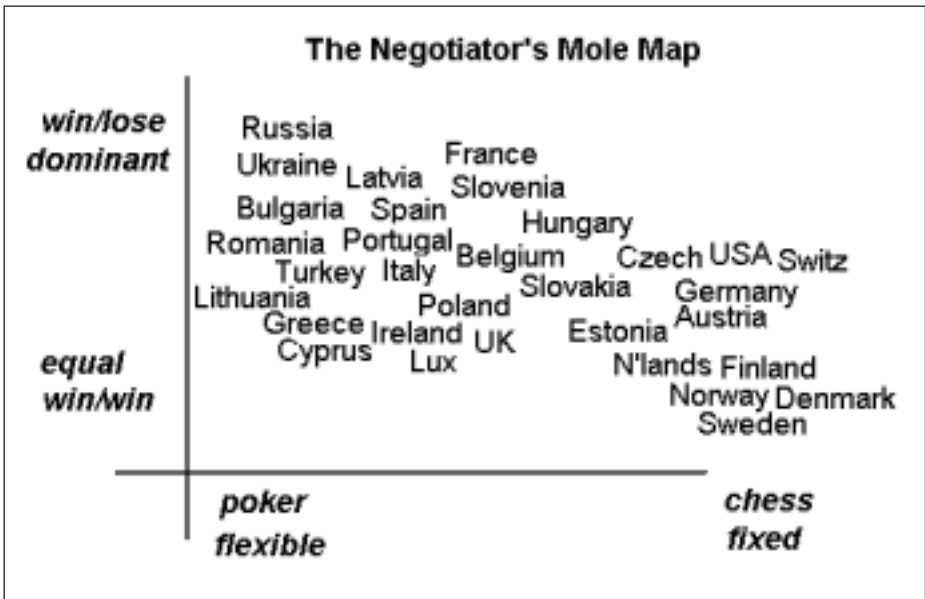 The Negotiator's Mole Map
win/lose
dominant
Russia
Ukraine
France
Latvia
Slovenia
Bulgaria
Spain
Hungary
Romania
Portugal
Belgium
Czech
USA
Switz
Turkey
Italy
Slovakia
Germany
Lithuania
Poland
Austria
Greece
Ireland
UK
Estonia
Cyprus
Lux
N'lands
Finland
equal
win/win
Norway
Denmark
Sweden
poker
flexible
chess
fixed